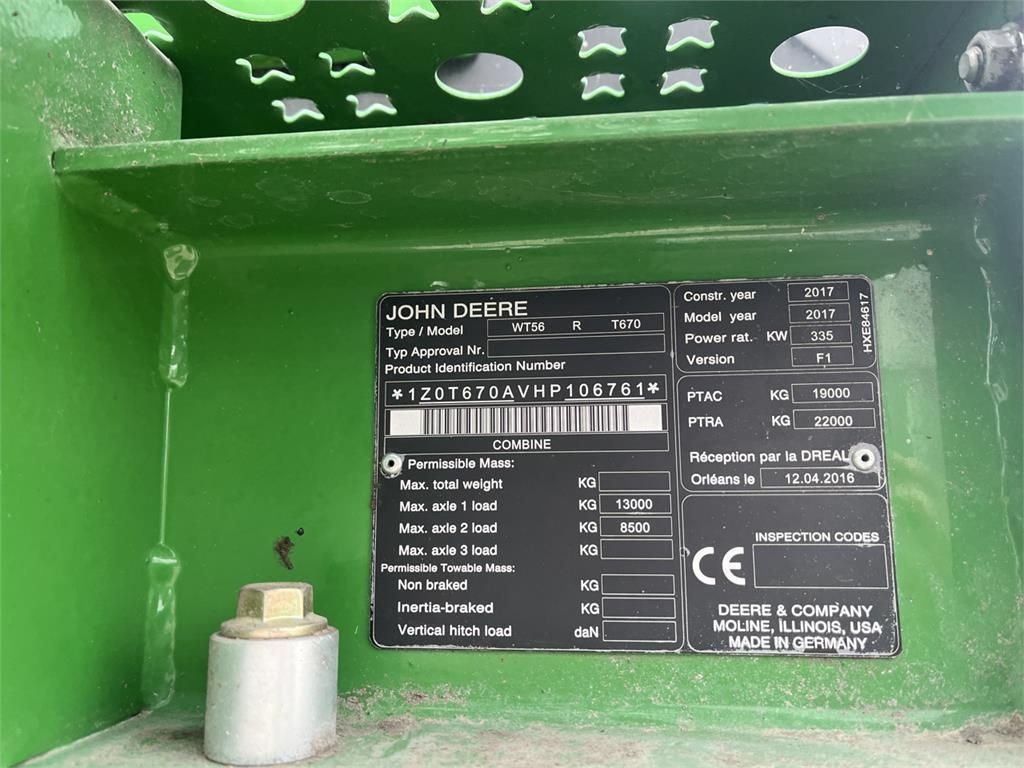 JOHN DEERE
Type / Model WT56 R T670
Typ Approval Nr.
Product Identification Number
*1Z0T670AVHP106761*
COMBINE
Permissible Mass:
Max. total weight KG
Max. axle 1 load KG 13000
Max. axle 2 load KG 8500
Max. axle 3 load KG
Permissible Towable Mass:
Non braked KG
Inertia-braked KG
Vertical hitch load daN
Constr. year 2017
Model year 2017
Power rat. KW 335
Version F1
HXE84617
PTAC KG 19000
PTRA KG 22000
Réception par la DREAL
Orléans le 12.04.2016
INSPECTION CODES
CE
DEERE & COMPANY
MOLINE, ILLINOIS, USA
MADE IN GERMANY